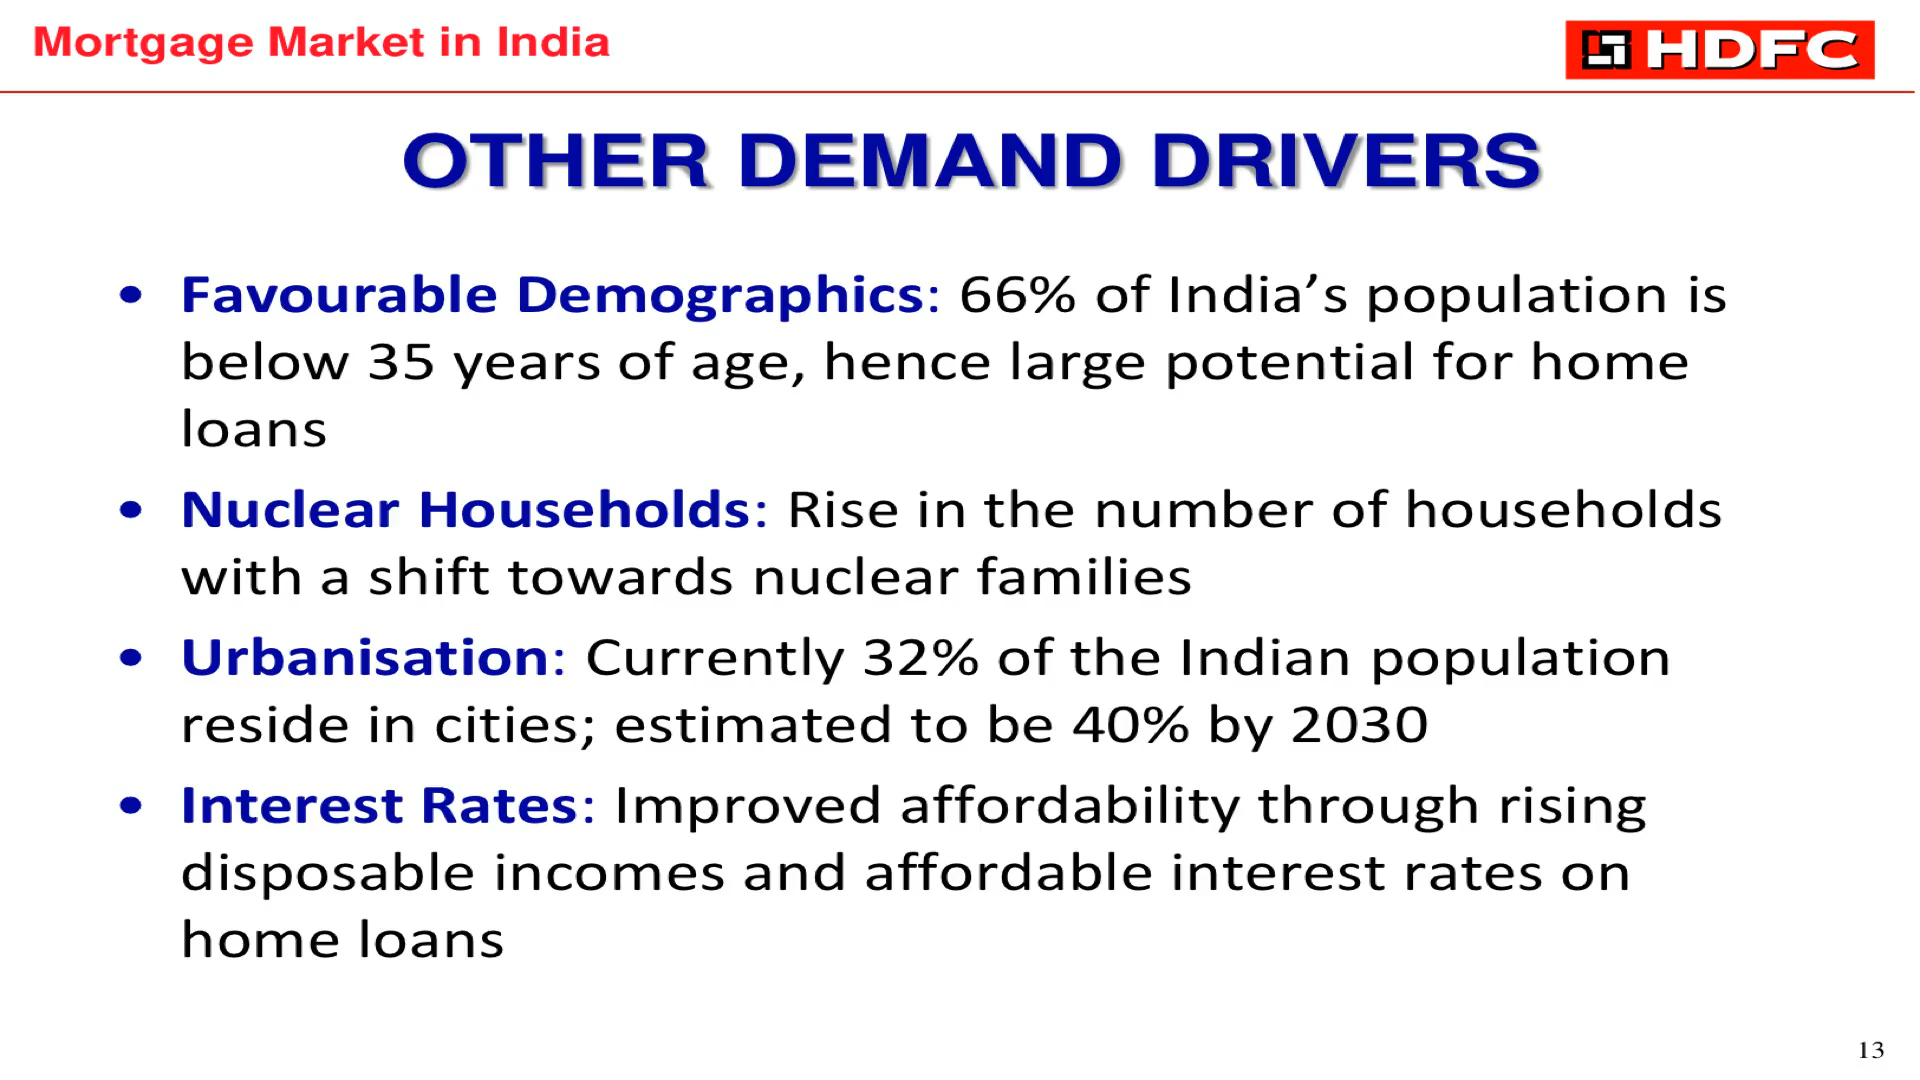 Mortgage Market in India
HDFC
OTHER DEMAND DRIVERS
• Favourable Demographics: 66% of India’s population is
below 35 years of age, hence large potential for home
loans
• Nuclear Households: Rise in the number of households
with a shift towards nuclear families
• Urbanisation: Currently 32% of the Indian population
reside in cities; estimated to be 40% by 2030
• Interest Rates: Improved affordability through rising
disposable incomes and affordable interest rates on
home loans
13